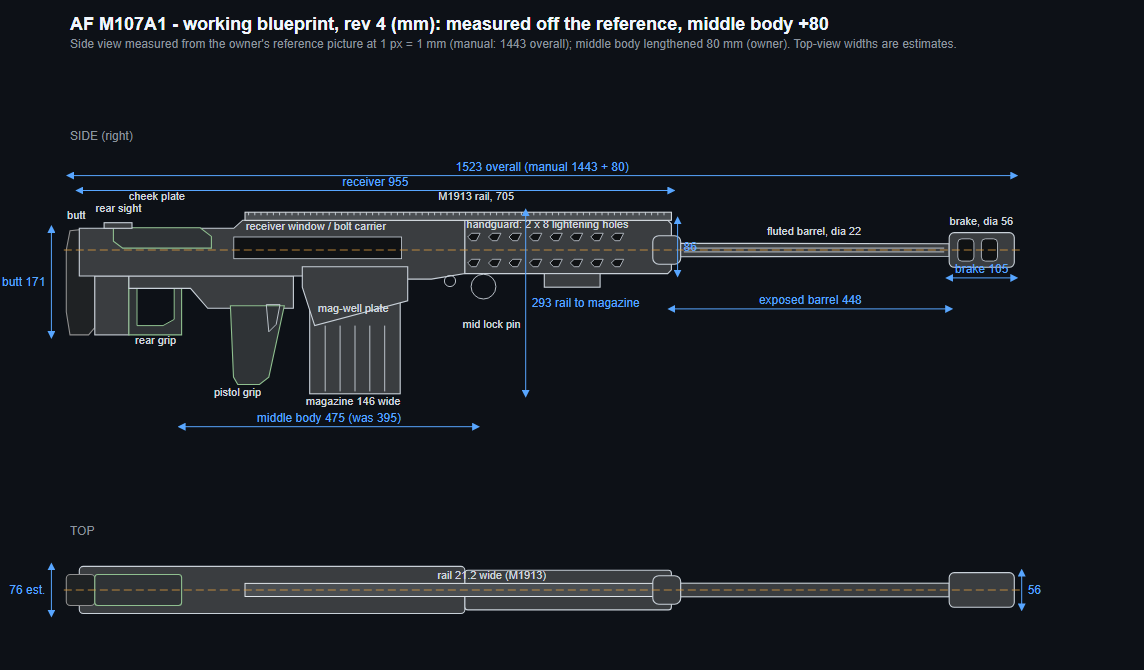 AF M107A1 - working blueprint, rev 4 (mm): measured off the reference, middle body +80
Side view measured from the owner's reference picture at 1 px = 1 mm (manual: 1443 overall); middle body lengthened 80 mm (owner). Top-view widths are estimates.
SIDE (right)
1523 overall (manual 1443 + 80)
receiver 955
cheek plate
M1913 rail, 705
rear sight
butt
receiver window / bolt carrier
handguard: 2 x 8 lightening holes
fluted barrel, dia 22
brake, dia 56
86
brake 105
butt 171
293 rail to magazine
exposed barrel 448
mag-well plate
mid lock pin
rear grip
pistol grip
magazine 146 wide
middle body 475 (was 395)
TOP
rail 21.2 wide (M1913)
76 est.
56